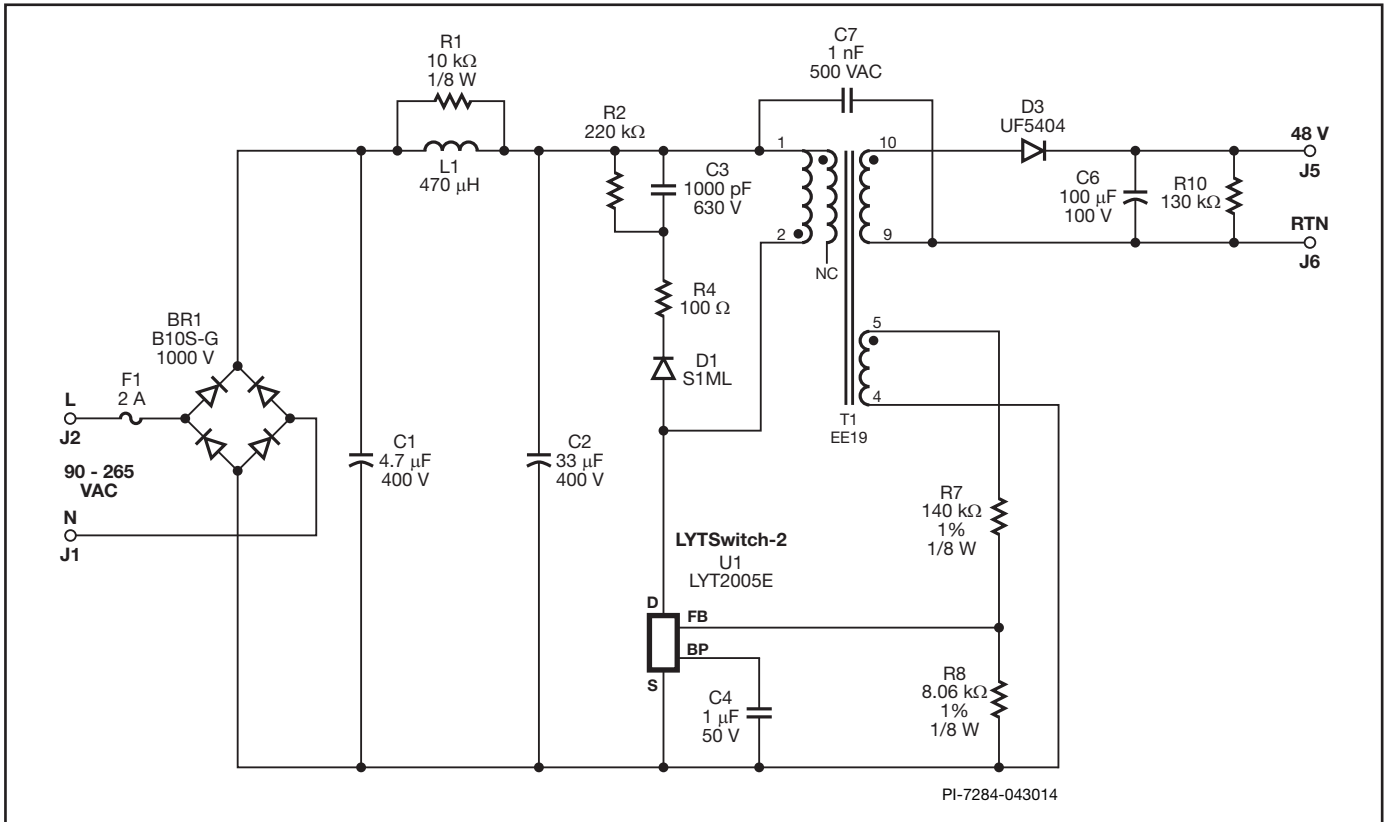 R1
10 kΩ
1/8 W
L1
470 µH
R2
220 kΩ
C3
1000 pF
630 V
C7
1 nF
500 VAC
D3
UF5404
48 V
J5
1
10
C6
100 µF
100 V
R10
130 kΩ
2
9
RTN
J6
NC
R4
100 Ω
D1
S1ML
5
4
T1
EE19
BR1
B10S-G
1000 V
F1
2 A
L
J2
90 - 265
VAC
N
J1
C1
4.7 µF
400 V
C2
33 µF
400 V
R7
140 kΩ
1%
1/8 W
LYTSwitch-2
U1
LYT2005E
D
FB
BP
S
C4
1 µF
50 V
R8
8.06 kΩ
1%
1/8 W
PI-7284-043014